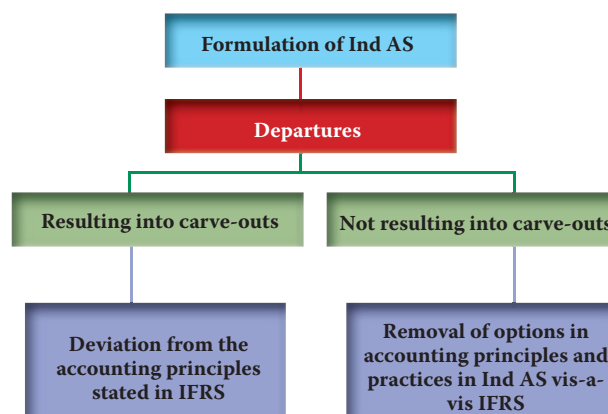 Formulation of Ind AS
Departures
Resulting into carve-outs
Not resulting into carve-outs
Deviation from the
accounting principles
stated in IFRS
Removal of options in
accounting principles and
practices in Ind AS vis-a-
vis IFRS